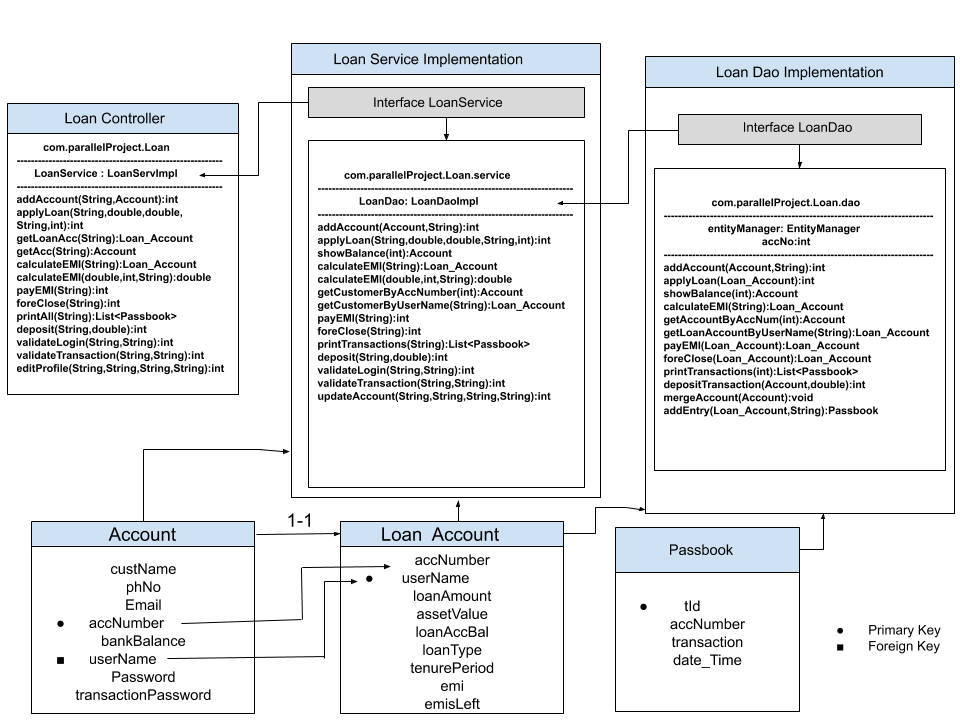 Loan Controller
com.parallelProject.Loan
LoanService : LoanServImpl
addAccount(String,Account):int
applyLoan(String,double,double,
String,int):int
getLoanAcc(String):Loan_Account
getAcc(String):Account
calculateEMI(String):Loan_Account
calculateEMI(double,int,String):double
payEMI(String):int
foreClose(String):int
printAll(String):List<Passbook>
deposit(String,double):int
validateLogin(String,String):int
validateTransaction(String,String):int
editProfile(String,String,String,String):int
Loan Service Implementation
Interface LoanService
com.parallelProject.Loan.service
LoanDao: LoanDaoImpl
addAccount(Account,String):int
applyLoan(String,double,double,String,int):int
showBalance(int):Account
calculateEMI(String):Loan_Account
calculateEMI(double,int,String):double
getCustomerByAccNumber(int):Account
getCustomerByUserName(String):Loan_Account
payEMI(String):int
foreClose(String):int
printTransactions(String):List<Passbook>
deposit(String,double):int
validateLogin(String,String):int
validateTransaction(String,String):int
updateAccount(String,String,String,String):int
Loan Dao Implementation
Interface LoanDao
com.parallelProject.Loan.dao
entityManager: EntityManager
accNo:int
addAccount(Account,String):int
applyLoan(Loan_Account):int
showBalance(int):Account
calculateEMI(String):Loan_Account
getAccountByAccNum(int):Account
getLoanAccountByUserName(String):Loan_Account
payEMI(Loan_Account):Loan_Account
foreClose(Loan_Account):Loan_Account
printTransactions(int):List<Passbook>
depositTransaction(Account,double):int
mergeAccount(Account):void
addEntry(Loan_Account,String):Passbook
Account
custName
phNo
Email
● accNumber
bankBalance
■ userName
Password
transactionPassword
1-1
Loan Account
accNumber
● userName
loanAmount
assetValue
loanAccBal
loanType
tenurePeriod
emi
emisLeft
Passbook
● tId
accNumber
transaction
date_Time
● Primary Key
■ Foreign Key